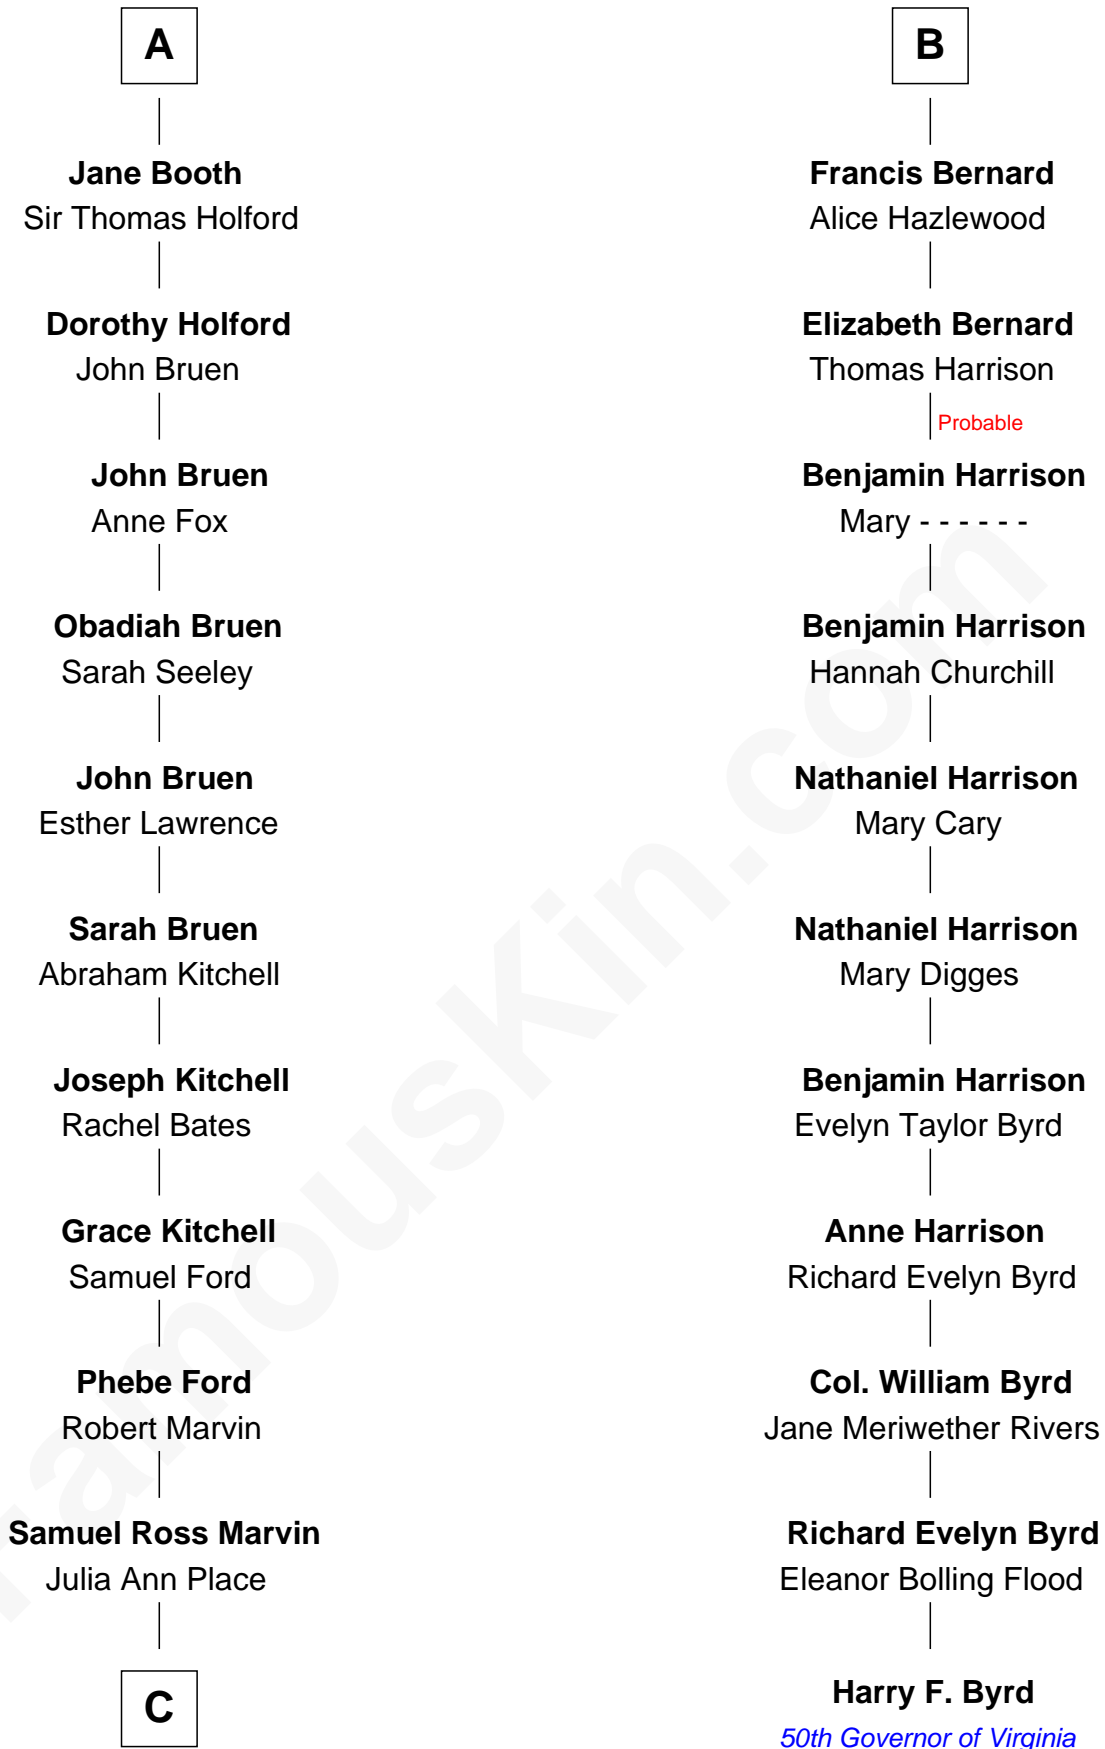 A
Jane Booth
Sir Thomas Holford
Dorothy Holford
John Bruen
John Bruen
Anne Fox
Obadiah Bruen
Sarah Seeley
John Bruen
Esther Lawrence
Sarah Bruen
Abraham Kitchell
Joseph Kitchell
Rachel Bates
Grace Kitchell
Samuel Ford
Phebe Ford
Robert Marvin
Samuel Ross Marvin
Julia Ann Place
C
B
Francis Bernard
Alice Hazlewood
Elizabeth Bernard
Thomas Harrison
Probable
Benjamin Harrison
Mary - - - - - -
Benjamin Harrison
Hannah Churchill
Nathaniel Harrison
Mary Cary
Nathaniel Harrison
Mary Digges
Benjamin Harrison
Evelyn Taylor Byrd
Anne Harrison
Richard Evelyn Byrd
Col. William Byrd
Jane Meriwether Rivers
Richard Evelyn Byrd
Eleanor Bolling Flood
Harry F. Byrd
50th Governor of Virginia
FamousKin.com